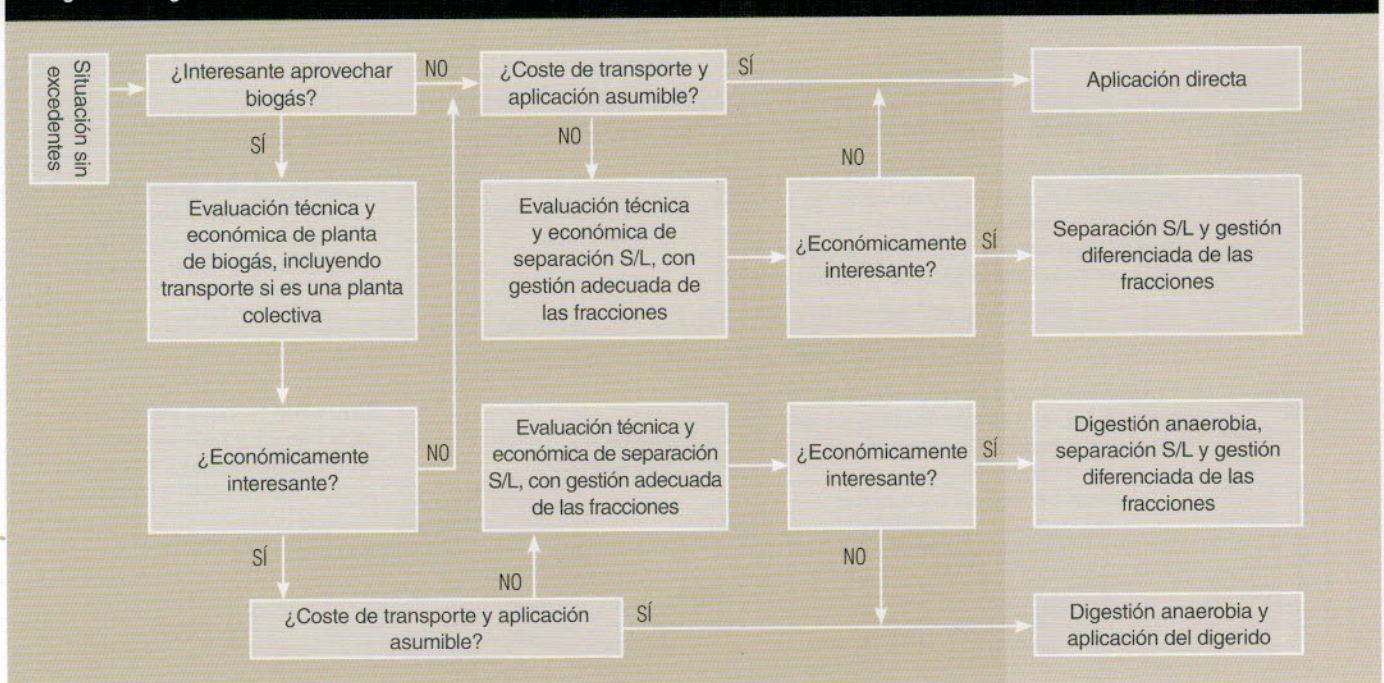 Situación sin
excedentes
¿Interesante aprovechar
biogás?
NO
¿Coste de transporte y
aplicación asumible?
SÍ
Aplicación directa
SÍ
NO
NO
Evaluación técnica y
económica de planta
de biogás, incluyendo
transporte si es una planta
colectiva
Evaluación técnica
y económica de
separación S/L, con
gestión adecuada de
las fracciones
¿Económicamente
interesante?
SÍ
Separación S/L y gestión
diferenciada de las
fracciones
¿Económicamente
interesante?
NO
Evaluación técnica y
económica de separación
S/L, con gestión adecuada
de las fracciones
¿Económicamente
interesante?
SÍ
Digestión anaerobia,
separación S/L y gestión
diferenciada de las
fracciones
SÍ
NO
NO
¿Coste de transporte y aplicación
asumible?
SÍ
Digestión anaerobia y
aplicación del digerido